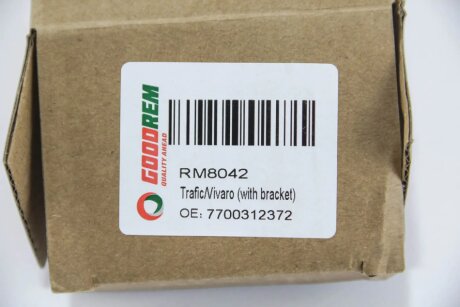 GOODREM
QUALITY AHEAD
RM8042
Trafic/Vivaro (with bracket)
OE: 7700312372